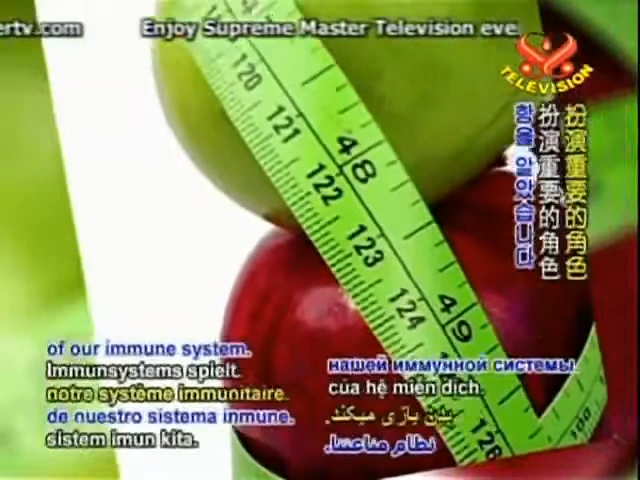 ertv.com
Enjoy Supreme Master Television eve
TELEVISION
扮演重要的角色
扮演重要的角色
120
121
48
122
123
49
124
128
100
of our immune system.
Immunsystems spielt.
notre système immunitaire.
de nuestro sistema inmune.
sistem imun kita.
нашей иммунной системы.
của hệ miễn dịch.
بدن بازی میکند.
نظام مناعتنا.